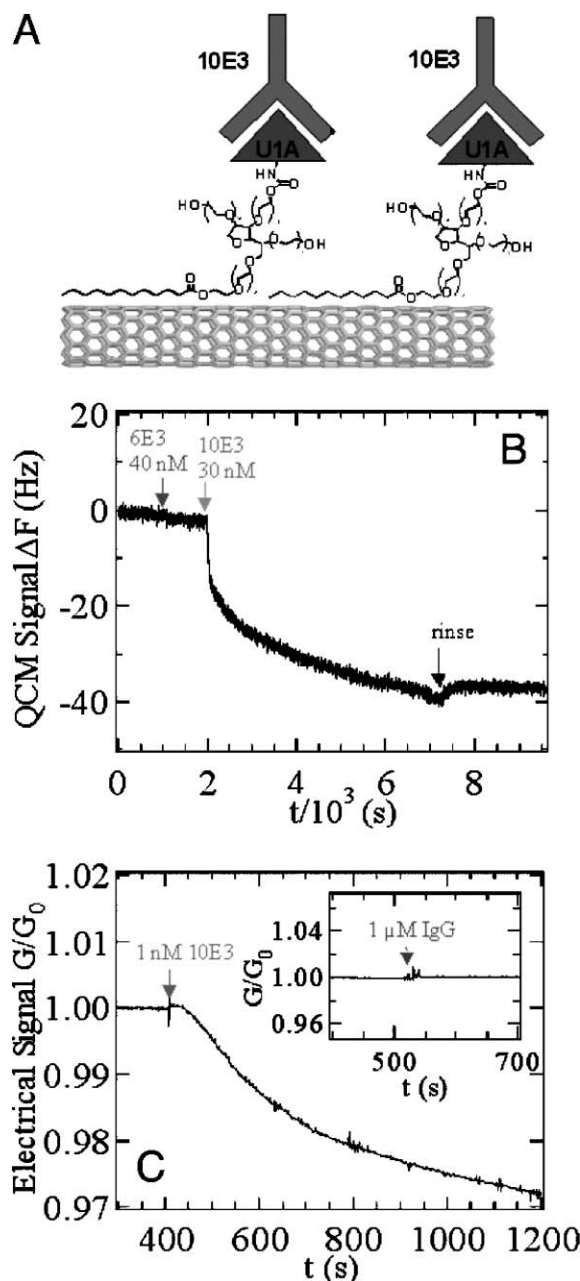 A
10E3 10E3
U1A U1A
HN O HN O
O O
HO O O HO O O
O OH O OH
O O
O O
O O O O
20
0
-20
-40
QCM Signal ΔF (Hz)
6E3
40 nM
10E3
30 nM
B
rinse
0 2 4 6 8
t/10³ (s)
1.02
1.01
1.00
0.99
0.98
0.97
Electrical Signal G/G₀
1 nM 10E3
C
1.04
1.00
0.96
G/G₀
1 μM IgG
500 700
t (s)
400 600 800 1000 1200
t (s)